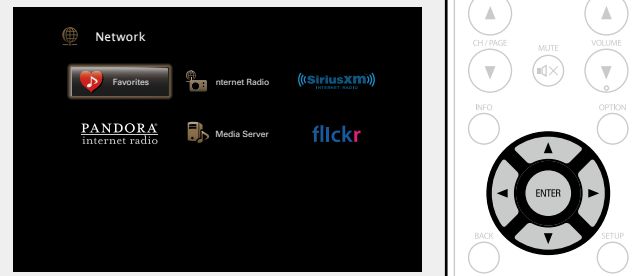 Network
Favorites
nternet Radio
((SiriusXM))
INTERNET RADIO
PANDORA®
internet radio
Media Server
flIckr
CH / PAGE
MUTE
VOLUME
INFO
OPTION
ENTER
BACK
SETUP